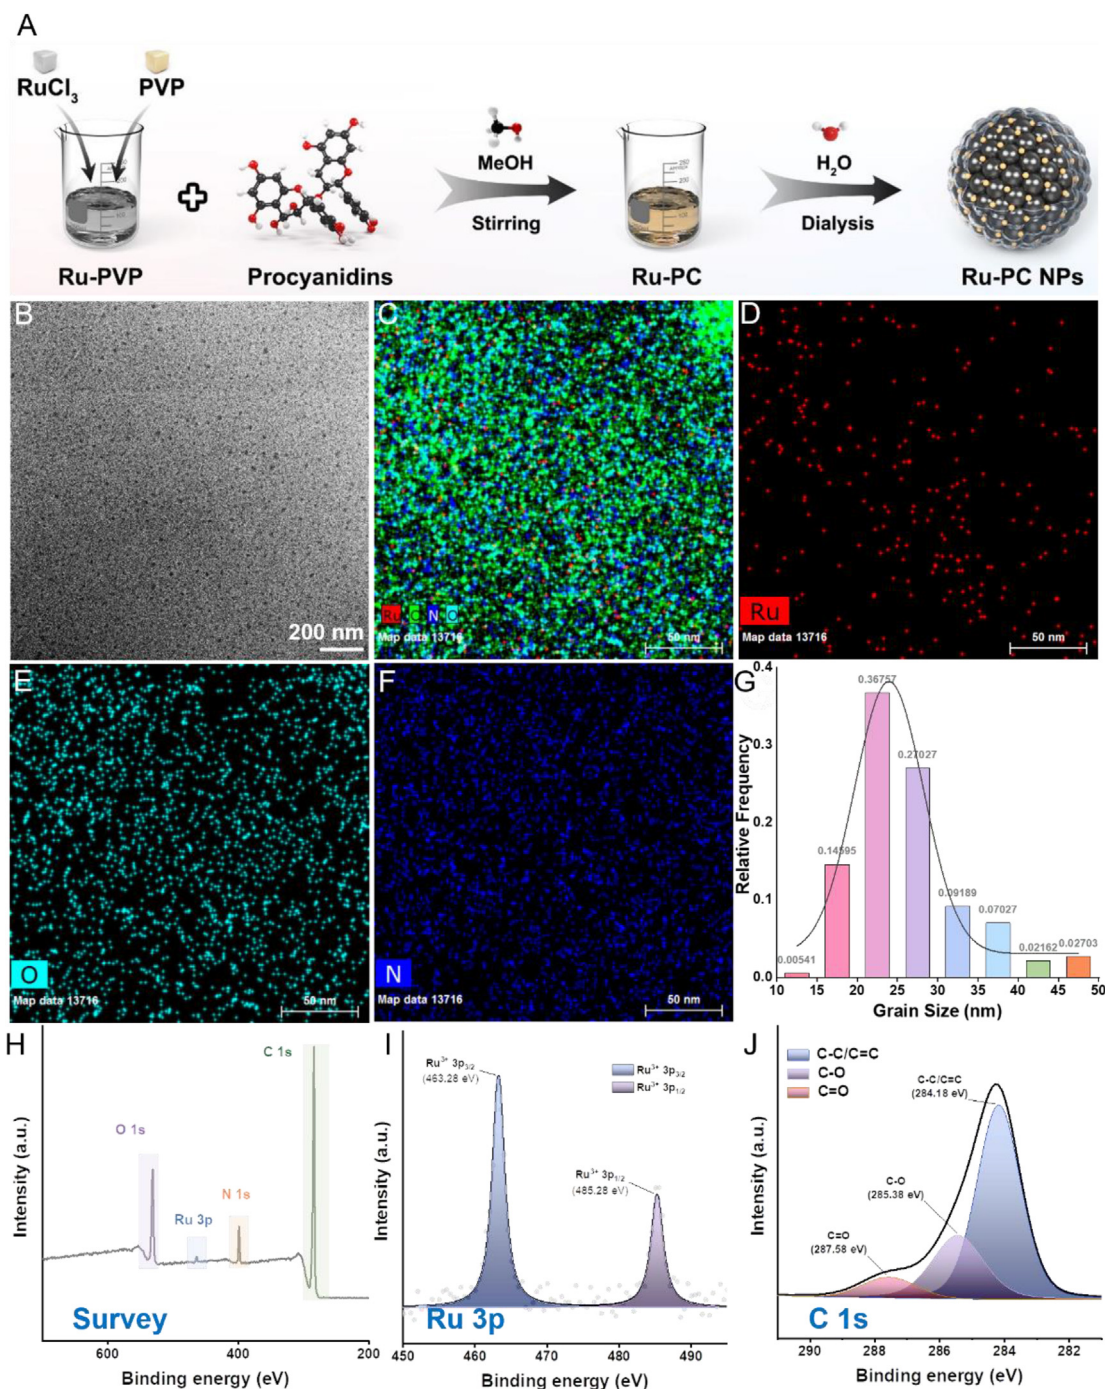 A
RuCl3
PVP
MeOH
H2O
Stirring
Dialysis
Ru-PVP
Procyanidins
Ru-PC
Ru-PC NPs
B
200 nm
C
Ru C N O
Map data 13716
50 nm
D
Ru
Map data 13716
50 nm
E
O
Map data 13716
50 nm
F
N
Map data 13716
50 nm
G
Relative Frequency
0.4
0.3
0.2
0.1
0.0
0.00541
0.14595
0.36757
0.27027
0.09189
0.07027
0.02162
0.02703
10 15 20 25 30 35 40 45 50
Grain Size (nm)
H
Intensity (a.u.)
C 1s
O 1s
N 1s
Ru 3p
Survey
600 400 200
Binding energy (eV)
I
Intensity (a.u.)
Ru3+ 3p3/2
(463.28 eV)
Ru3+ 3p3/2
Ru3+ 3p1/2
Ru3+ 3p1/2
(485.28 eV)
Ru 3p
450 460 470 480 490
Binding energy (eV)
J
Intensity (a.u.)
C-C/C=C
C-O
C=O
C-C/C=C
(284.18 eV)
C-O
(285.38 eV)
C=O
(287.58 eV)
C 1s
290 288 286 284 282
Binding energy (eV)